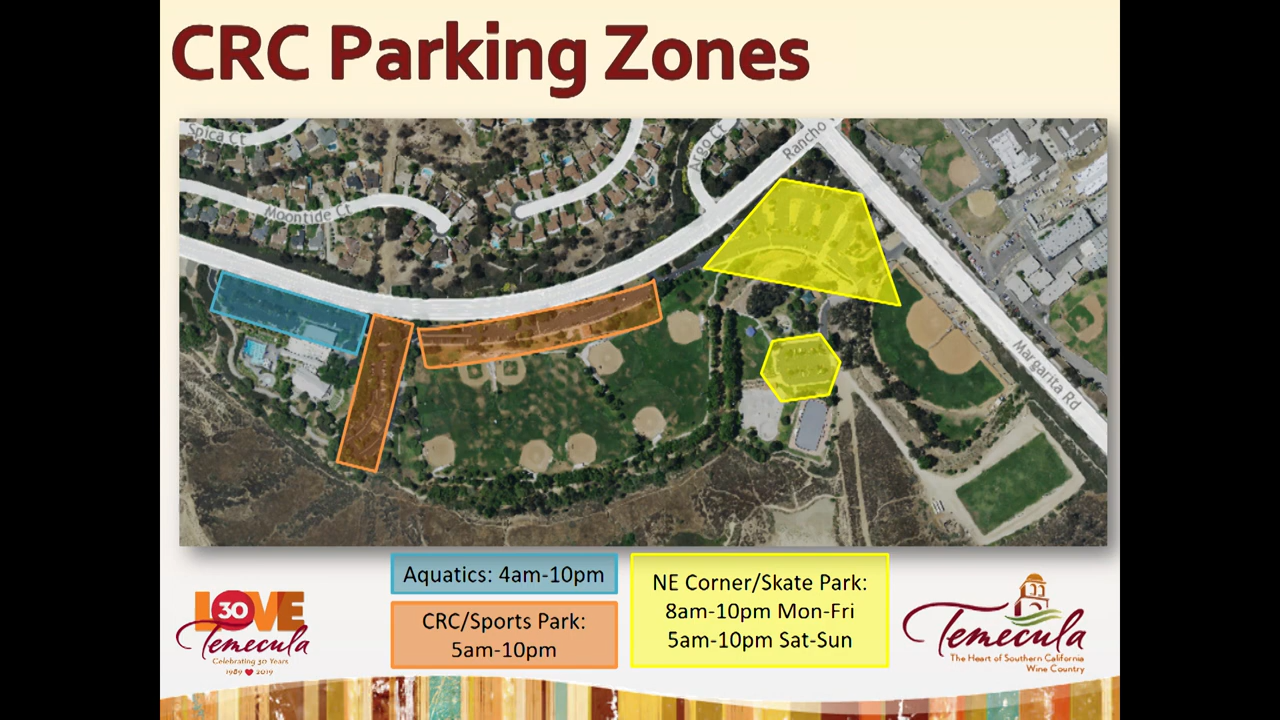 CRC Parking Zones
Spica Ct
Argo Ct
Rancho
Moontide Ct
Margarita Rd
Aquatics: 4am-10pm
CRC/Sports Park:
5am-10pm
NE Corner/Skate Park:
8am-10pm Mon-Fri
5am-10pm Sat-Sun
LOVE
30
Temecula
Celebrating 30 Years
1989 ♥ 2019
Temecula
The Heart of Southern California
Wine Country